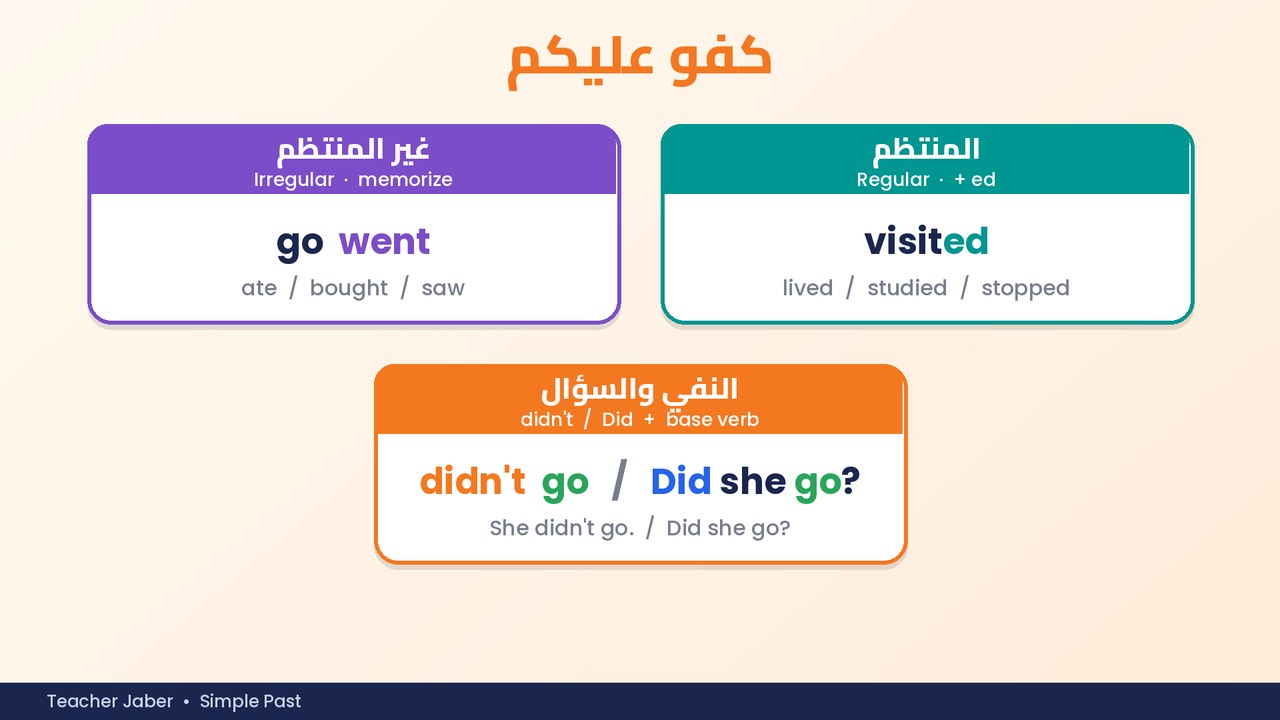 كفو عليكم
المنتظم
Regular · + ed
visited
lived / studied / stopped
غير المنتظم
Irregular · memorize
go went
ate / bought / saw
النفي والسؤال
didn't / Did + base verb
didn't go / Did she go?
She didn't go. / Did she go?
Teacher Jaber • Simple Past